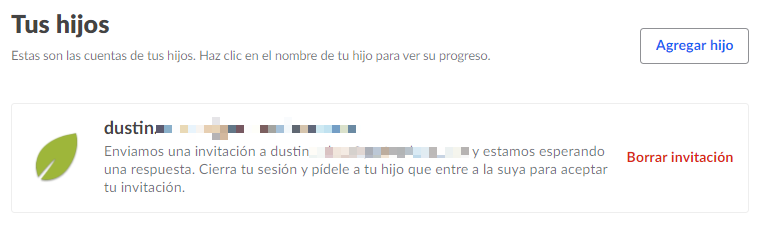 Tus hijos
Estas son las cuentas de tus hijos. Haz clic en el nombre de tu hijo para ver su progreso.
Agregar hijo
dustin
Enviamos una invitación a dustin y estamos esperando
una respuesta. Cierra tu sesión y pídele a tu hijo que entre a la suya para aceptar
tu invitación.
Borrar invitación